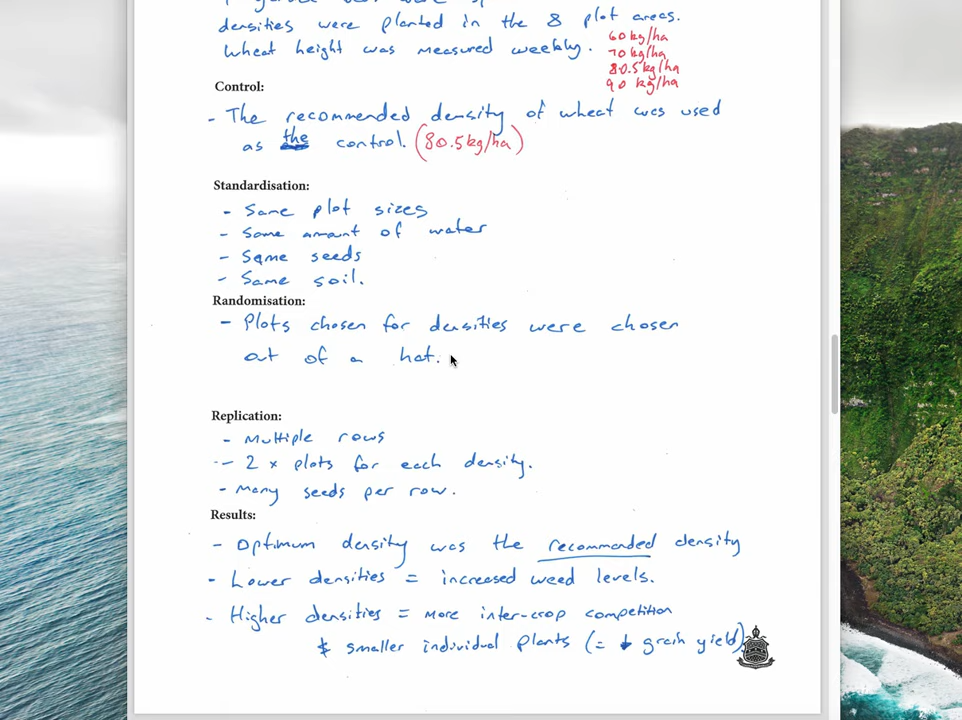 densities were planted in the 8 plot areas.
Wheat height was measured weekly.
60 kg/ha
70 kg/ha
80.5 kg/ha
90 kg/ha
Control:
- The recommended density of wheat was used
as the control. (80.5kg/ha)
Standardisation:
- Same plot sizes
- Same amount of water
- Same seeds
- Same soil.
Randomisation:
- Plots chosen for densities were chosen
out of a hat.
Replication:
- Multiple rows
- 2 x plots for each density.
- Many seeds per row.
Results:
- Optimum density was the recommended density
- Lower densities = increased weed levels.
- Higher densities = more inter-crop competition
& smaller individual plants (= ↓ grain yield)